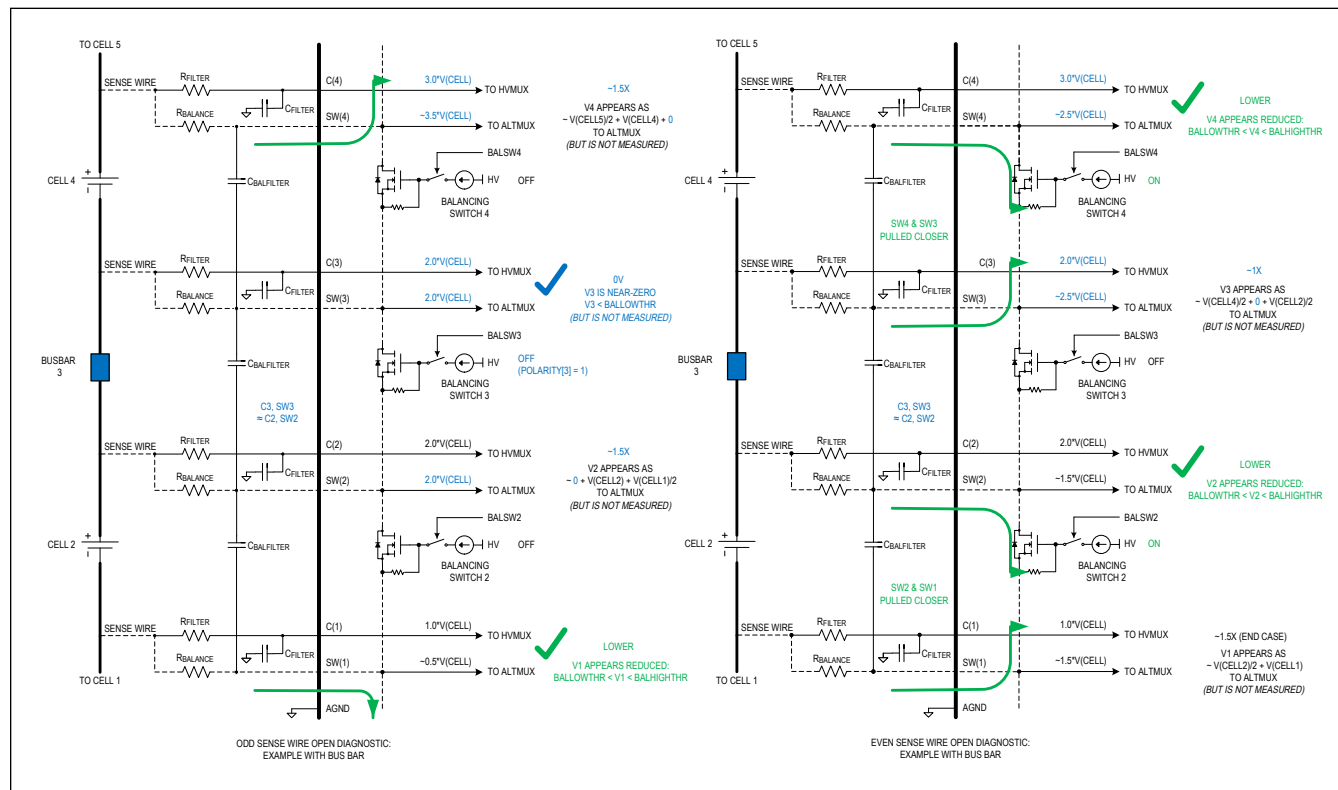 TO CELL 5
SENSE WIRE
RFILTER
RBALANCE
CFILTER
C(4)
SW(4)
3.0*V(CELL)
TO HVMUX
~3.5*V(CELL)
TO ALTMUX
~1.5X
V4 APPEARS AS
~ V(CELL5)/2 + V(CELL4) + 0
TO ALTMUX
(BUT IS NOT MEASURED)
BALSW4
HV
OFF
BALANCING
SWITCH 4
CELL 4
+
-
CBALFILTER
SENSE WIRE
RFILTER
RBALANCE
CFILTER
C(3)
SW(3)
2.0*V(CELL)
TO HVMUX
2.0*V(CELL)
TO ALTMUX
0V
V3 IS NEAR-ZERO
V3 < BALLOWTHR
(BUT IS NOT MEASURED)
BALSW3
HV
OFF
(POLARITY[3] = 1)
BALANCING
SWITCH 3
BUSBAR
3
CBALFILTER
C3, SW3
≈ C2, SW2
SENSE WIRE
RFILTER
RBALANCE
CFILTER
C(2)
SW(2)
2.0*V(CELL)
TO HVMUX
2.0*V(CELL)
TO ALTMUX
~1.5X
V2 APPEARS AS
~ 0 + V(CELL2) + V(CELL1)/2
TO ALTMUX
(BUT IS NOT MEASURED)
BALSW2
HV
OFF
BALANCING
SWITCH 2
CELL 2
+
-
CBALFILTER
SENSE WIRE
RFILTER
RBALANCE
CFILTER
C(1)
SW(1)
1.0*V(CELL)
TO HVMUX
~0.5*V(CELL)
TO ALTMUX
LOWER
V1 APPEARS REDUCED:
BALLOWTHR < V1 < BALHIGHTHR
TO CELL 1
AGND
ODD SENSE WIRE OPEN DIAGNOSTIC:
EXAMPLE WITH BUS BAR
TO CELL 5
SENSE WIRE
RFILTER
RBALANCE
CFILTER
C(4)
SW(4)
3.0*V(CELL)
TO HVMUX
~2.5*V(CELL)
TO ALTMUX
LOWER
V4 APPEARS REDUCED:
BALLOWTHR < V4 < BALHIGHTHR
BALSW4
HV
ON
BALANCING
SWITCH 4
CELL 4
+
-
CBALFILTER
SW4 & SW3
PULLED CLOSER
SENSE WIRE
RFILTER
RBALANCE
CFILTER
C(3)
SW(3)
2.0*V(CELL)
TO HVMUX
~2.5*V(CELL)
TO ALTMUX
~1X
V3 APPEARS AS
~ V(CELL4)/2 + 0 + V(CELL2)/2
TO ALTMUX
(BUT IS NOT MEASURED)
BALSW3
HV
OFF
BALANCING
SWITCH 3
BUSBAR
3
CBALFILTER
C3, SW3
≈ C2, SW2
SENSE WIRE
RFILTER
RBALANCE
CFILTER
C(2)
SW(2)
2.0*V(CELL)
TO HVMUX
~1.5*V(CELL)
TO ALTMUX
LOWER
V2 APPEARS REDUCED:
BALLOWTHR < V2 < BALHIGHTHR
BALSW2
HV
ON
BALANCING
SWITCH 2
CELL 2
+
-
CBALFILTER
SW2 & SW1
PULLED CLOSER
SENSE WIRE
RFILTER
RBALANCE
CFILTER
C(1)
SW(1)
1.0*V(CELL)
TO HVMUX
~1.5*V(CELL)
TO ALTMUX
~1.5X (END CASE)
V1 APPEARS AS
~ V(CELL2)/2 + V(CELL1)
TO ALTMUX
(BUT IS NOT MEASURED)
TO CELL 1
AGND
EVEN SENSE WIRE OPEN DIAGNOSTIC:
EXAMPLE WITH BUS BAR